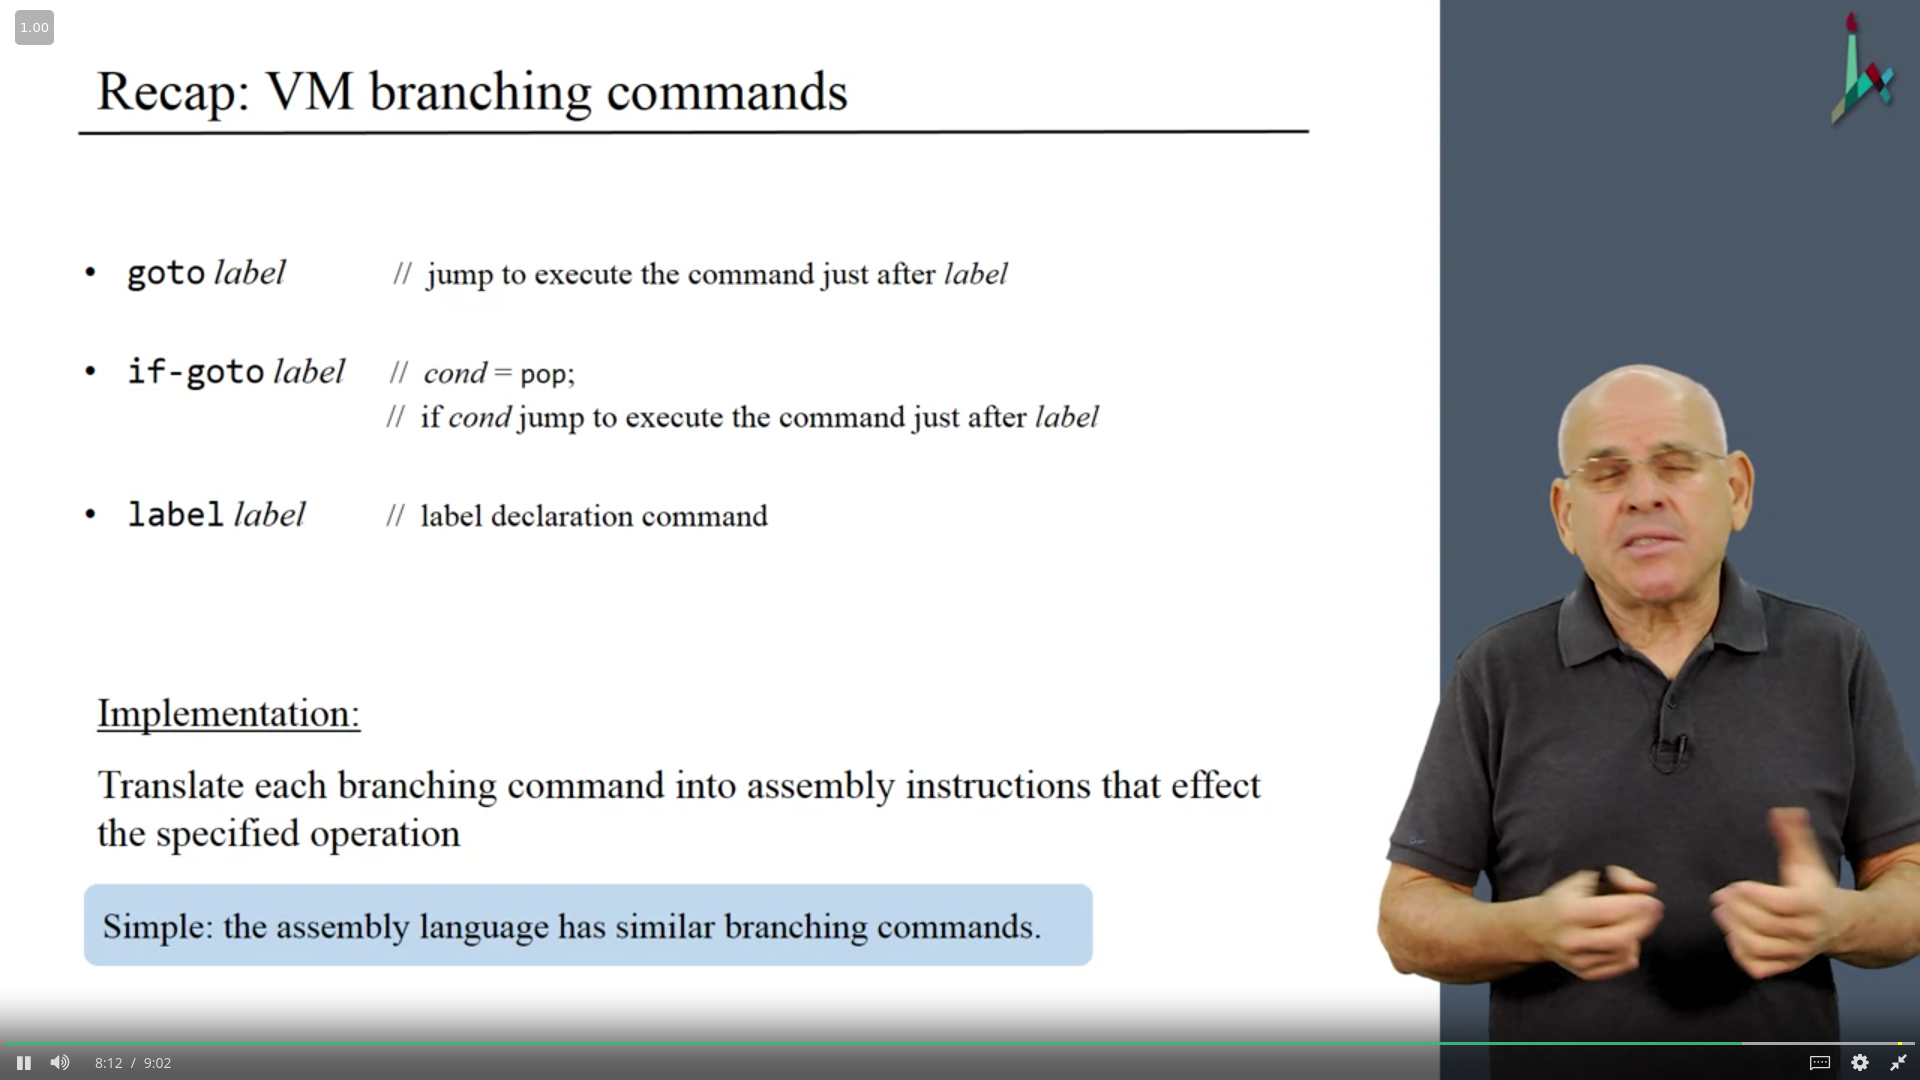 1.00
Recap: VM branching commands
• goto label // jump to execute the command just after label
• if-goto label // cond = pop;
// if cond jump to execute the command just after label
• label label // label declaration command
Implementation:
Translate each branching command into assembly instructions that effect
the specified operation
Simple: the assembly language has similar branching commands.
8:12 / 9:02